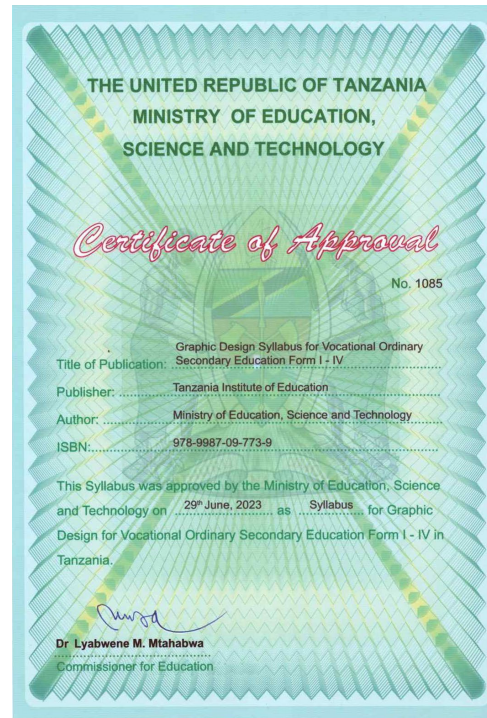 THE UNITED REPUBLIC OF TANZANIA
MINISTRY OF EDUCATION,
SCIENCE AND TECHNOLOGY
Certificate of Approval
No. 1085
Graphic Design Syllabus for Vocational Ordinary
Title of Publication: Secondary Education Form I - IV
Publisher: Tanzania Institute of Education
Author: Ministry of Education, Science and Technology
ISBN: 978-9987-09-773-9
This Syllabus was approved by the Ministry of Education, Science
and Technology on 29th June, 2023 as Syllabus for Graphic
Design for Vocational Ordinary Secondary Education Form I - IV in
Tanzania.
Dr Lyabwene M. Mtahabwa
Commissioner for Education